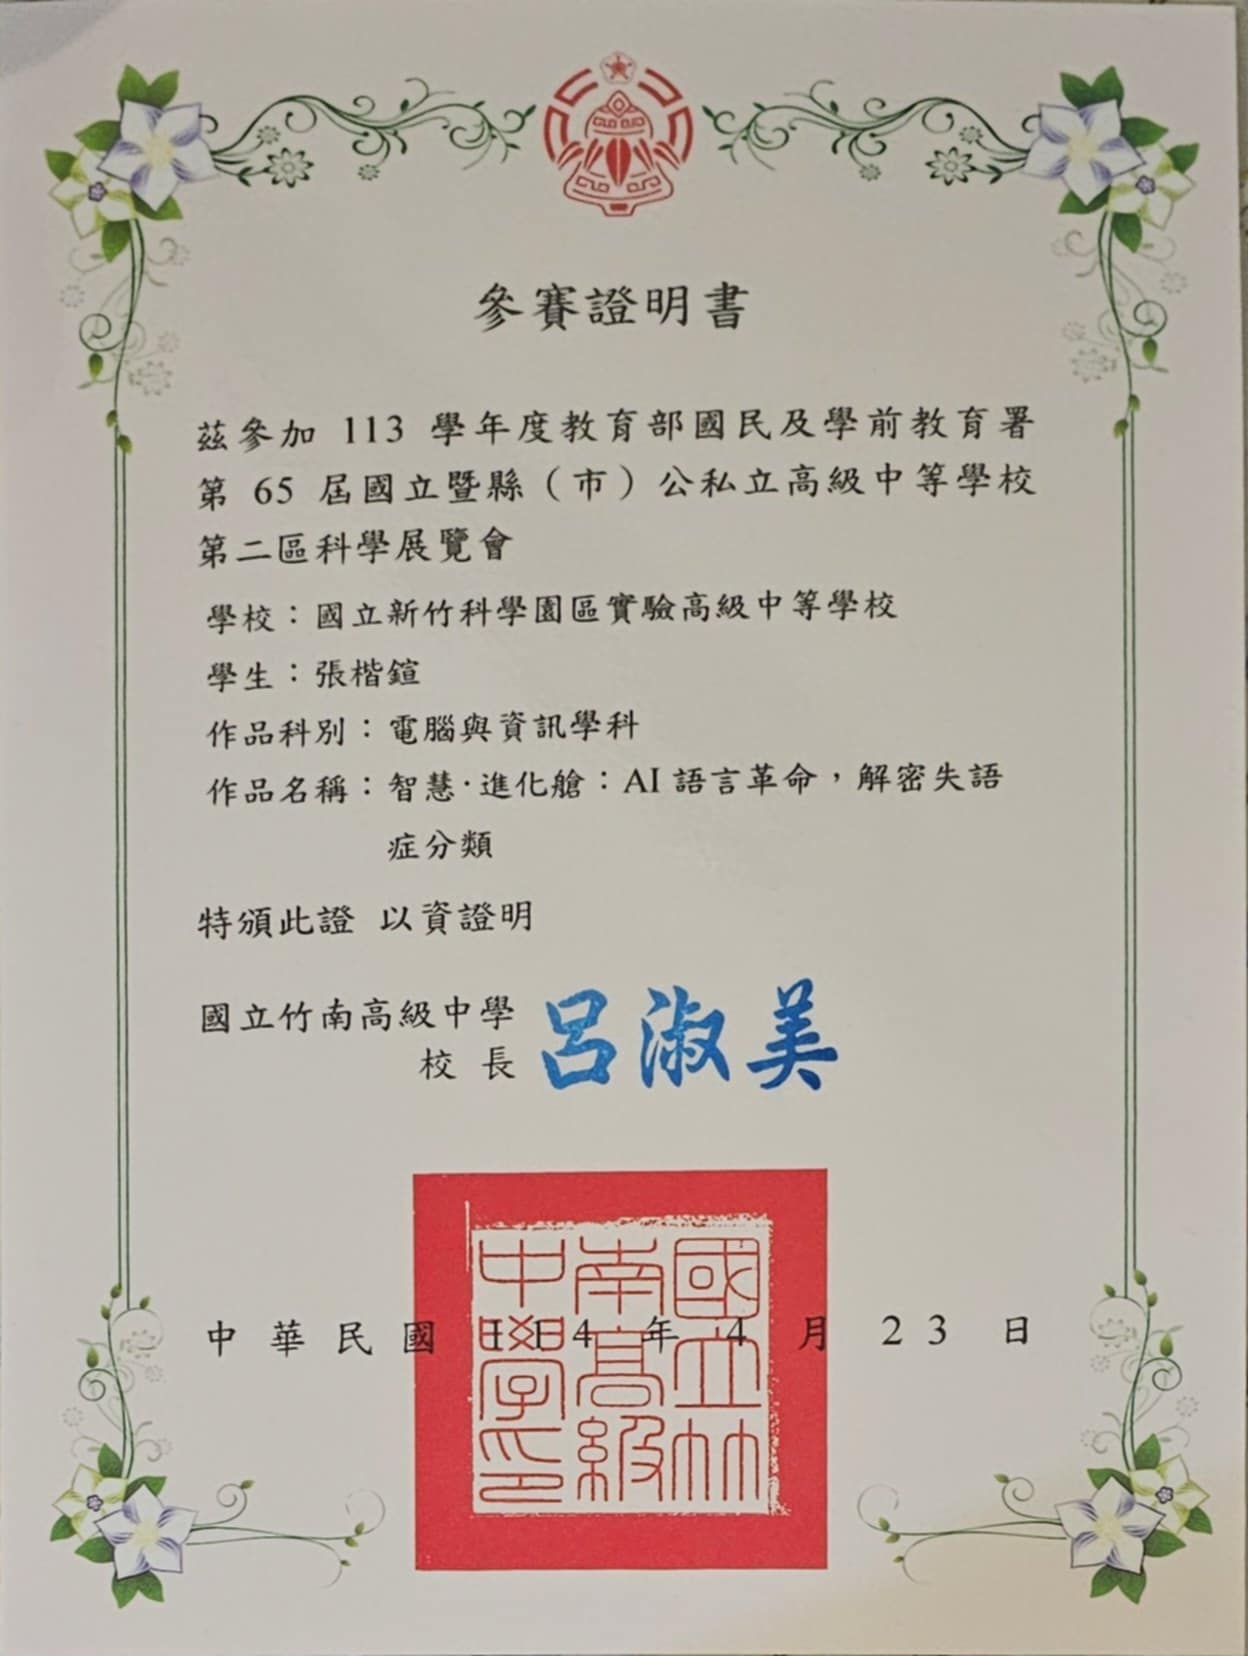 參賽證明書
茲參加 113 學年度教育部國民及學前教育署
第 65 屆國立暨縣（市）公私立高級中等學校
第二區科學展覽會
學校：國立新竹科學園區實驗高級中等學校
學生：張楷鍹
作品科別：電腦與資訊學科
作品名稱：智慧·進化艙：AI 語言革命，解密失語
症分類
特頒此證 以資證明
國立竹南高級中學
校長 呂淑美
中華民國 114 年 4 月 23 日
國立竹
南高級
中學印